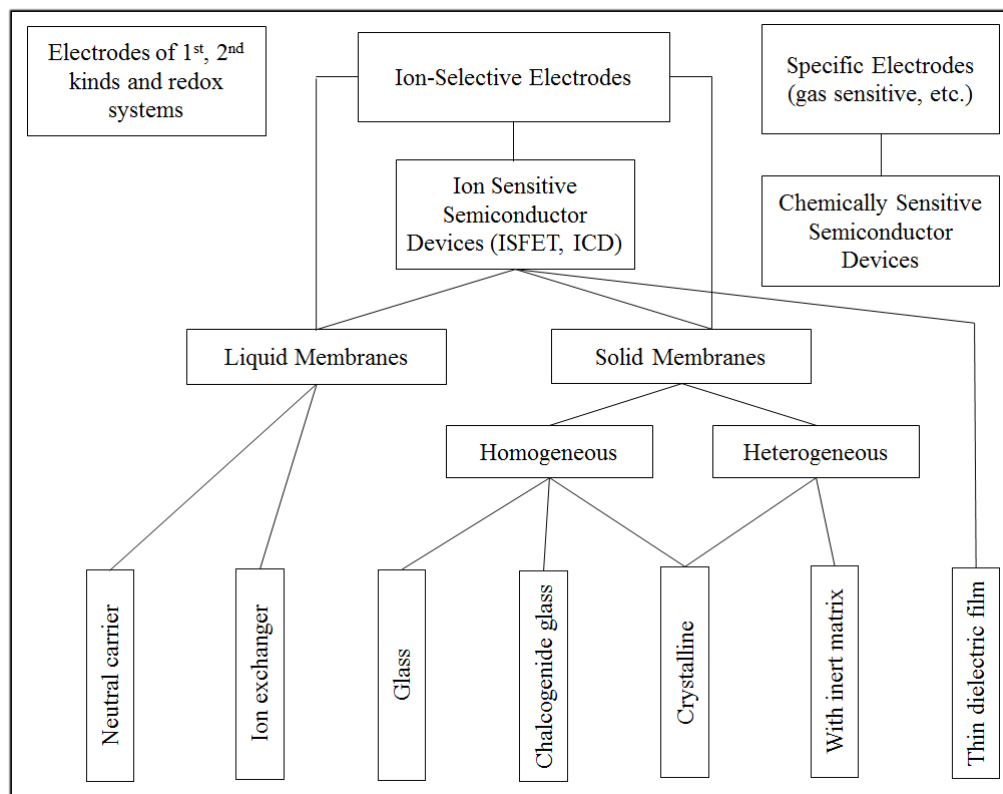 Electrodes of 1st, 2nd
kinds and redox
systems
Ion-Selective Electrodes
Specific Electrodes
(gas sensitive, etc.)
Ion Sensitive
Semiconductor
Devices (ISFET, ICD)
Chemically Sensitive
Semiconductor
Devices
Liquid Membranes
Solid Membranes
Homogeneous
Heterogeneous
Neutral carrier
Ion exchanger
Glass
Chalcogenide glass
Crystalline
With inert matrix
Thin dielectric film